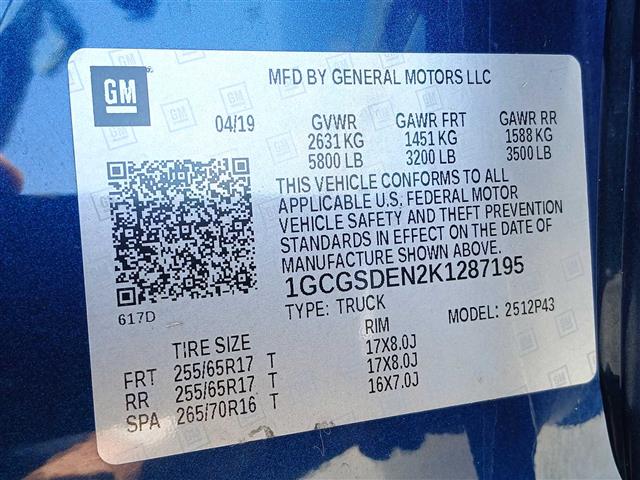 GM
MFD BY GENERAL MOTORS LLC
04/19
GVWR GAWR FRT GAWR RR
2631 KG 1451 KG 1588 KG
5800 LB 3200 LB 3500 LB
THIS VEHICLE CONFORMS TO ALL
APPLICABLE U.S. FEDERAL MOTOR
VEHICLE SAFETY AND THEFT PREVENTION
STANDARDS IN EFFECT ON THE DATE OF
MANUFACTURE SHOWN ABOVE.
1GCGSDEN2K1287195
617D
TYPE: TRUCK MODEL: 2512P43
TIRE SIZE RIM
FRT 255/65R17 T 17X8.0J
RR 255/65R17 T 17X8.0J
SPA 265/70R16 T 16X7.0J